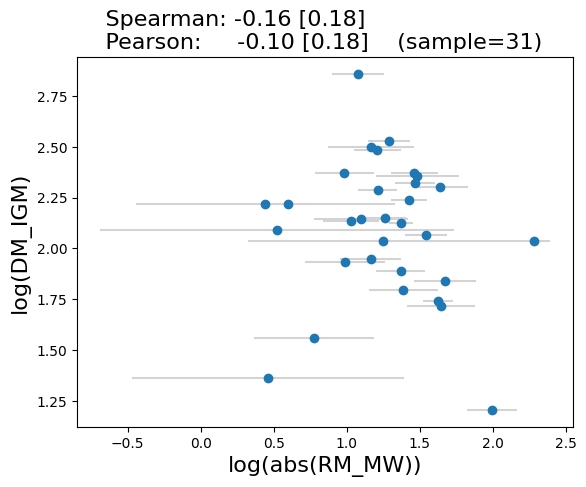 Spearman: -0.16 [0.18]
Pearson: -0.10 [0.18] (sample=31)
log(DM_IGM)
2.75
2.50
2.25
2.00
1.75
1.50
1.25
-0.5 0.0 0.5 1.0 1.5 2.0 2.5
log(abs(RM_MW))